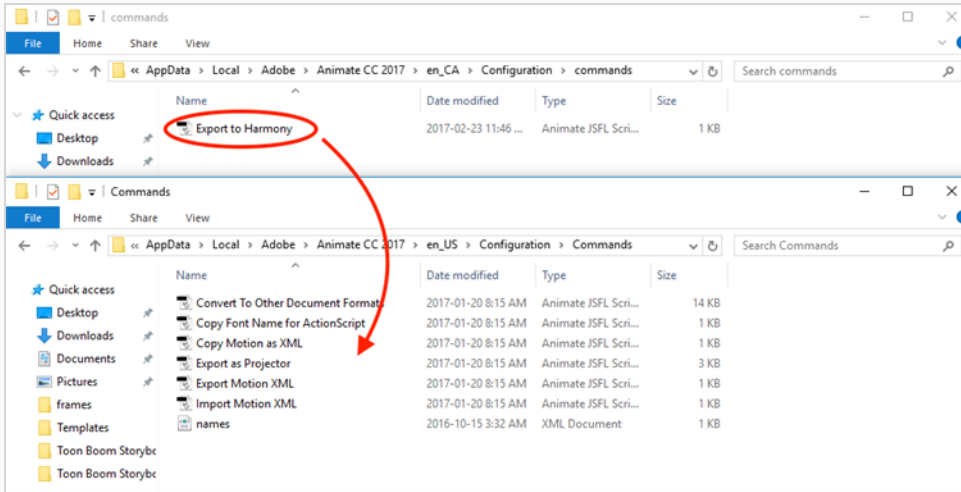 commands
File Home Share View
« AppData > Local > Adobe > Animate CC 2017 > en_CA > Configuration > commands
Search commands
Name Date modified Type Size
Quick access
Export to Harmony 2017-02-23 11:46 ... Animate JSFL Scri... 1 KB
Desktop
Downloads
Commands
File Home Share View
« AppData > Local > Adobe > Animate CC 2017 > en_US > Configuration > Commands
Search Commands
Name Date modified Type Size
Quick access
Convert To Other Document Formats 2017-01-20 8:15 AM Animate JSFL Scri... 14 KB
Desktop
Copy Font Name for ActionScript 2017-01-20 8:15 AM Animate JSFL Scri... 1 KB
Downloads
Copy Motion as XML 2017-01-20 8:15 AM Animate JSFL Scri... 1 KB
Documents
Export as Projector 2017-01-20 8:15 AM Animate JSFL Scri... 3 KB
Pictures
Export Motion XML 2017-01-20 8:15 AM Animate JSFL Scri... 1 KB
frames
Import Motion XML 2017-01-20 8:15 AM Animate JSFL Scri... 1 KB
Templates
names 2016-10-15 3:32 AM XML Document 1 KB
Toon Boom Storybc
Toon Boom Storybc